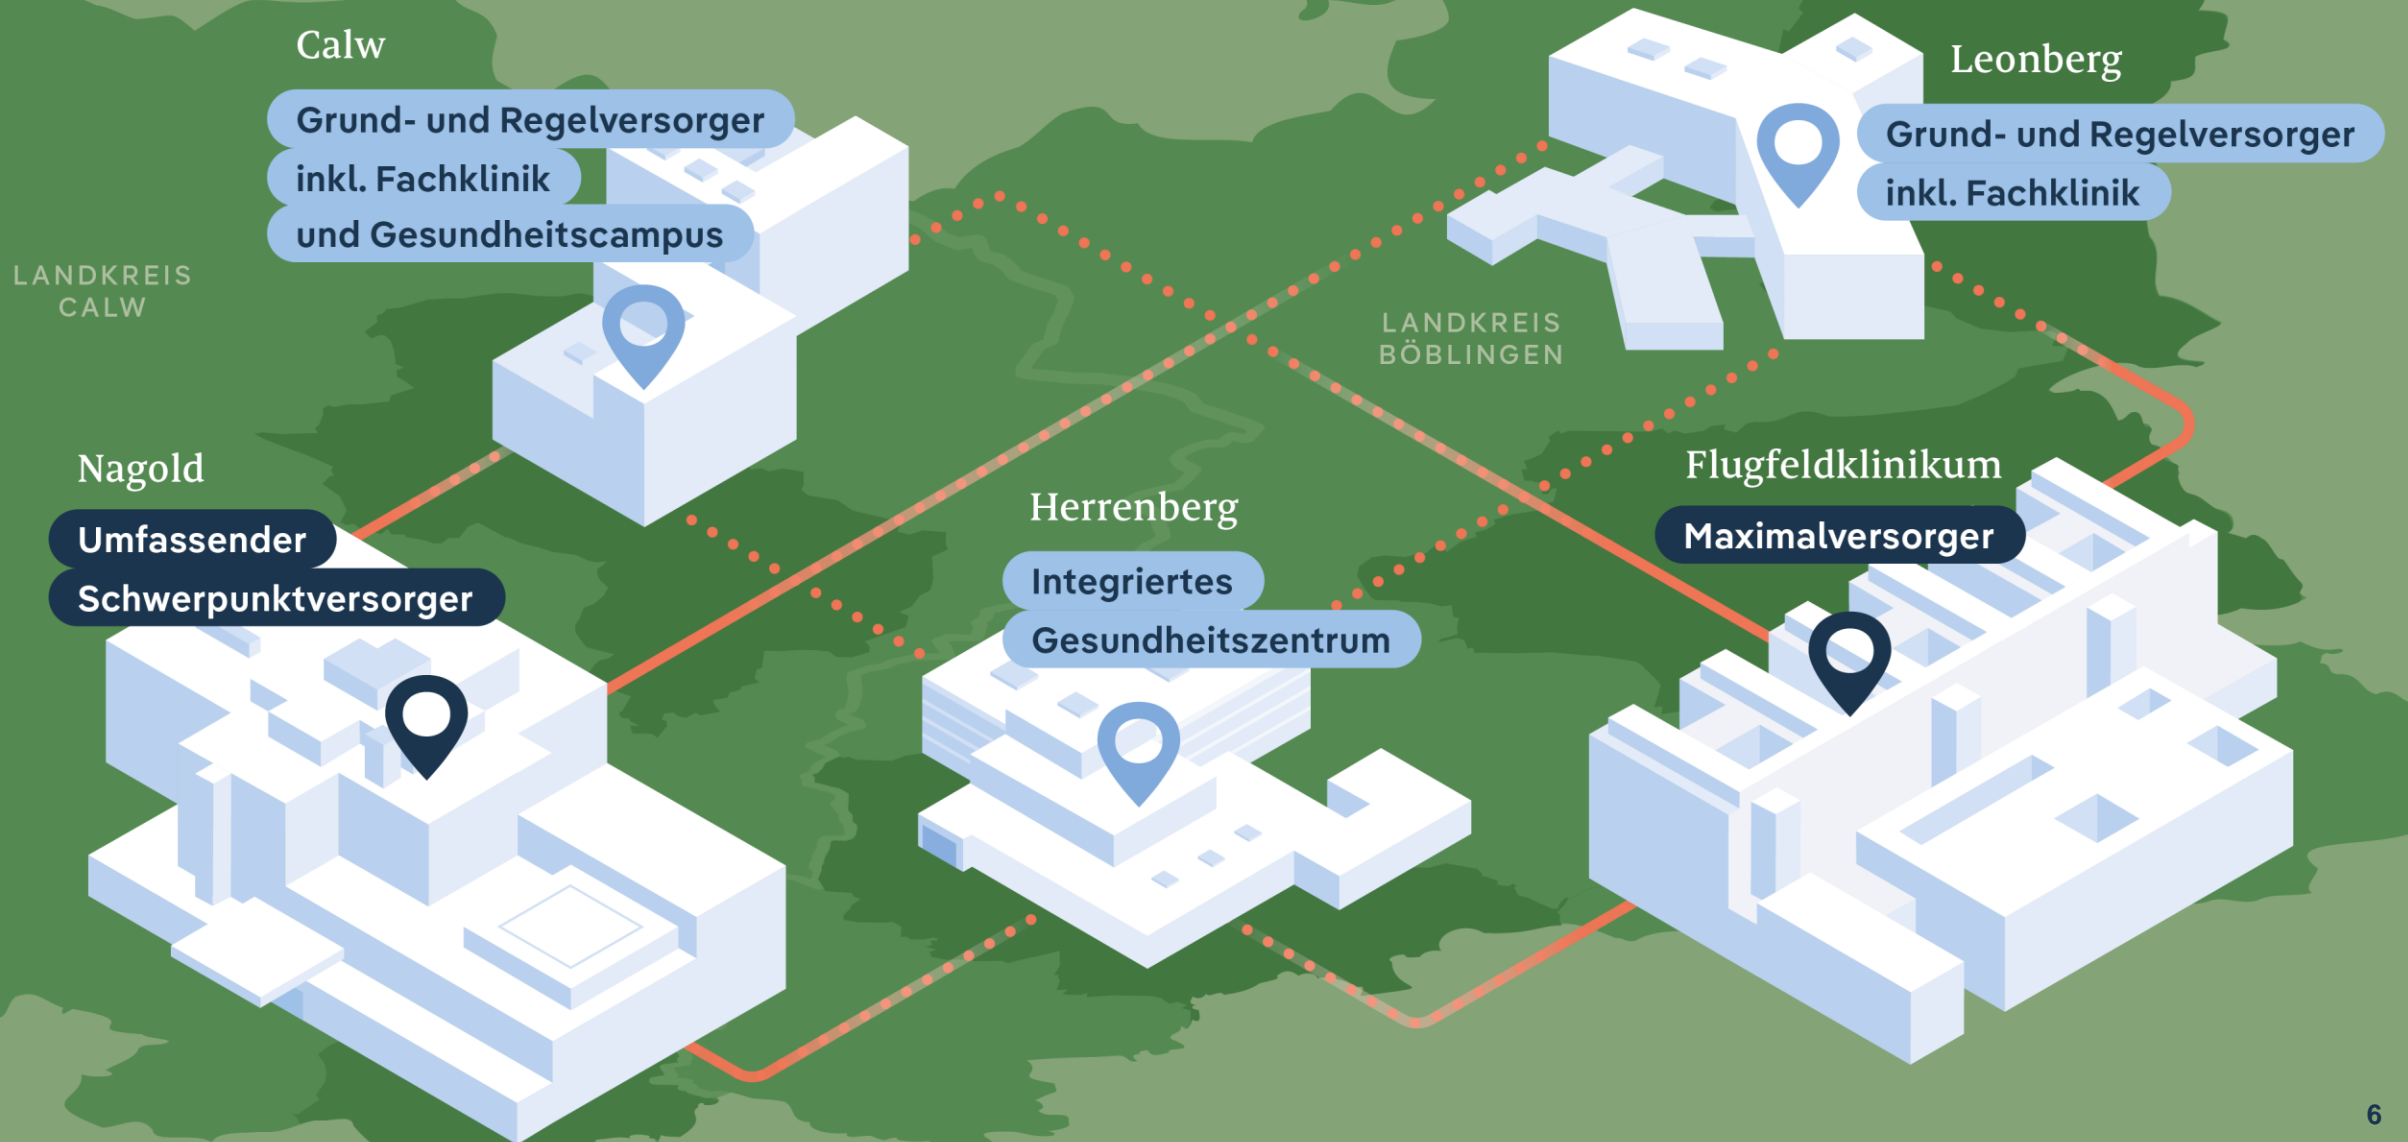 Calw
Grund- und Regelversorger
inkl. Fachklinik
und Gesundheitscampus
Leonberg
Grund- und Regelversorger
inkl. Fachklinik
LANDKREIS
CALW
LANDKREIS
BÖBLINGEN
Nagold
Umfassender
Schwerpunktversorger
Herrenberg
Integriertes
Gesundheitszentrum
Flugfeldklinikum
Maximalversorger
6